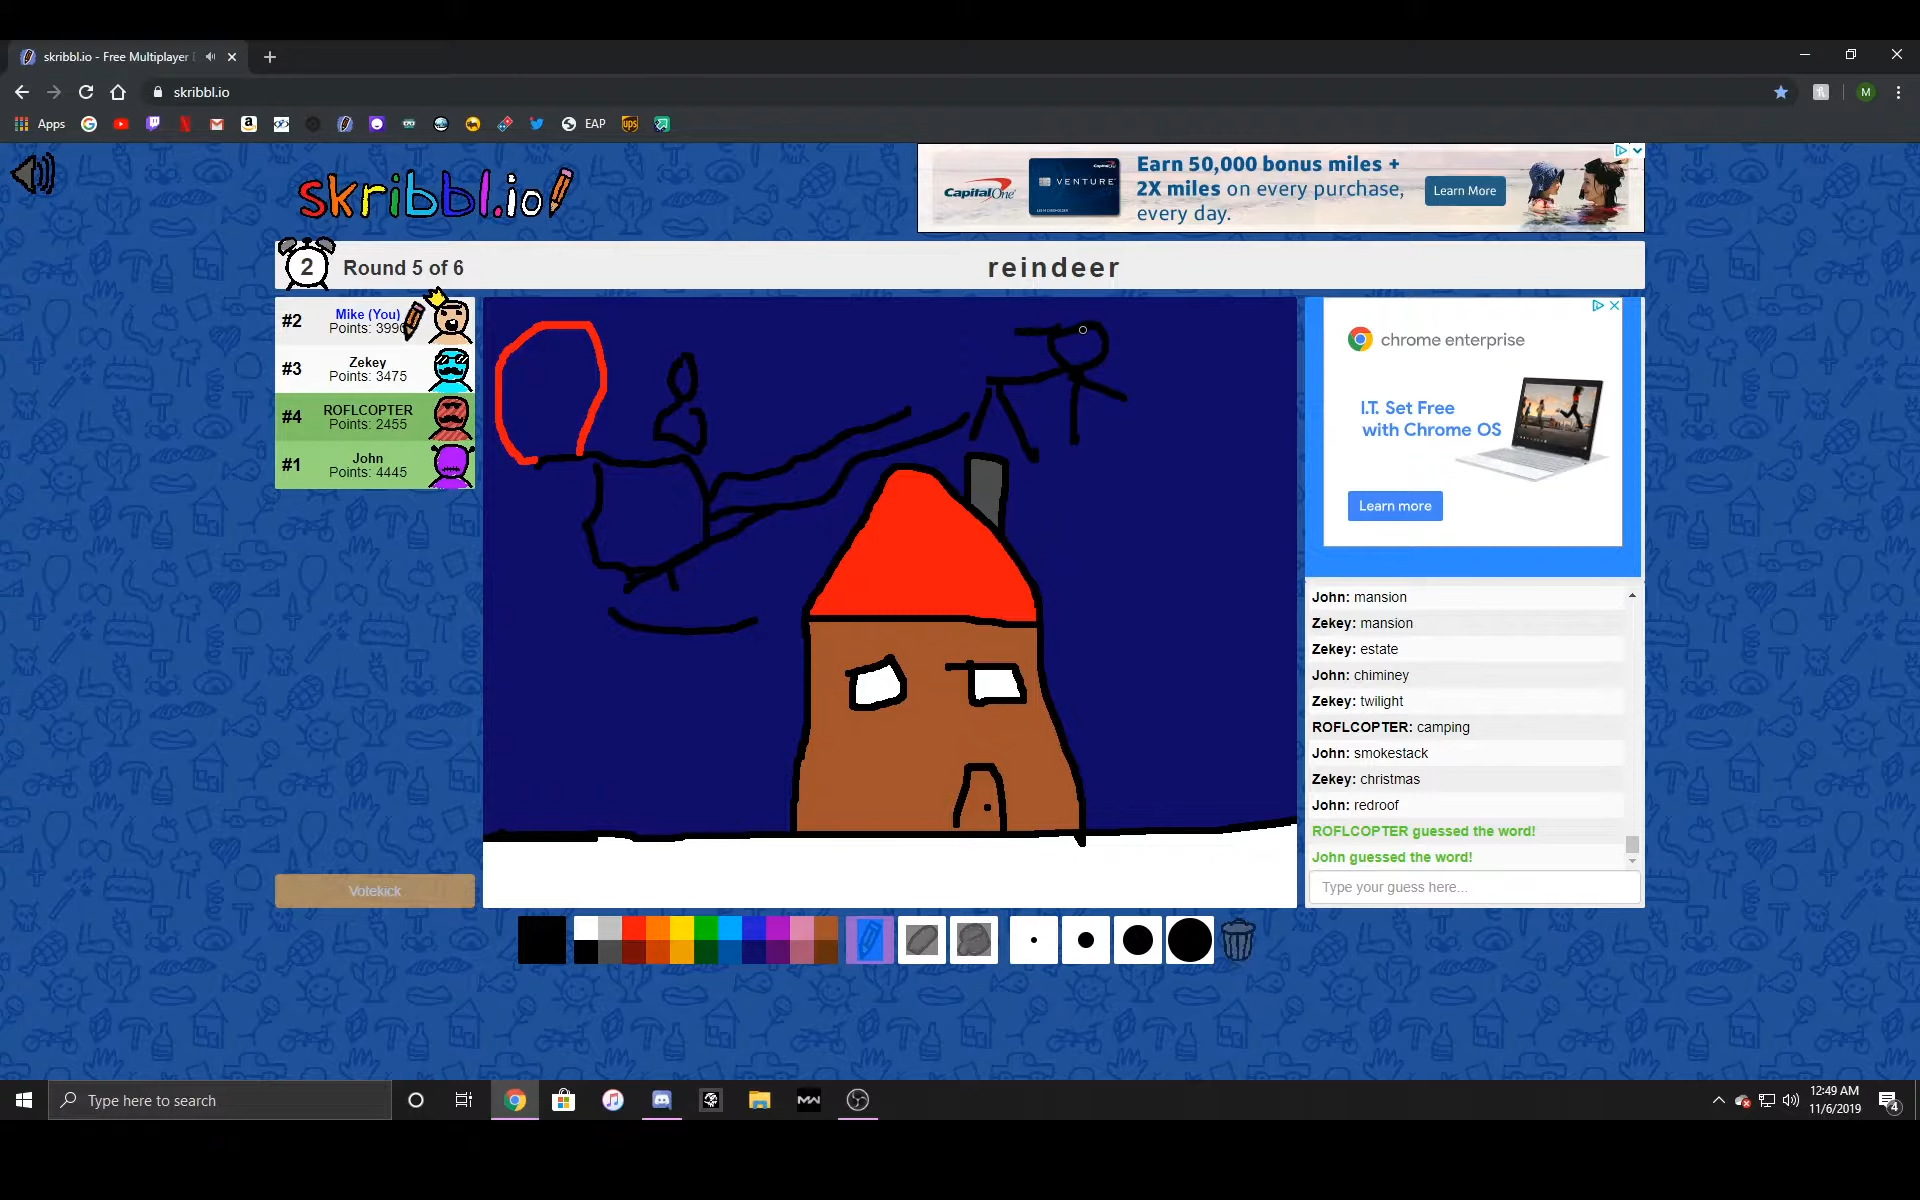 skribbl.io - Free Multiplayer
skribbl.io
M
Apps
EAP
ups
skribbl.io
Capital One
VENTURE
Earn 50,000 bonus miles +
2X miles on every purchase,
every day.
Learn More
2
Round 5 of 6
reindeer
#2
Mike (You)
Points: 3990
#3
Zekey
Points: 3475
#4
ROFLCOPTER
Points: 2455
#1
John
Points: 4445
Votekick
chrome enterprise
I.T. Set Free
with Chrome OS
Learn more
John: mansion
Zekey: mansion
Zekey: estate
John: chiminey
Zekey: twilight
ROFLCOPTER: camping
John: smokestack
Zekey: christmas
John: redroof
ROFLCOPTER guessed the word!
John guessed the word!
Type your guess here...
Type here to search
12:49 AM
11/6/2019
4